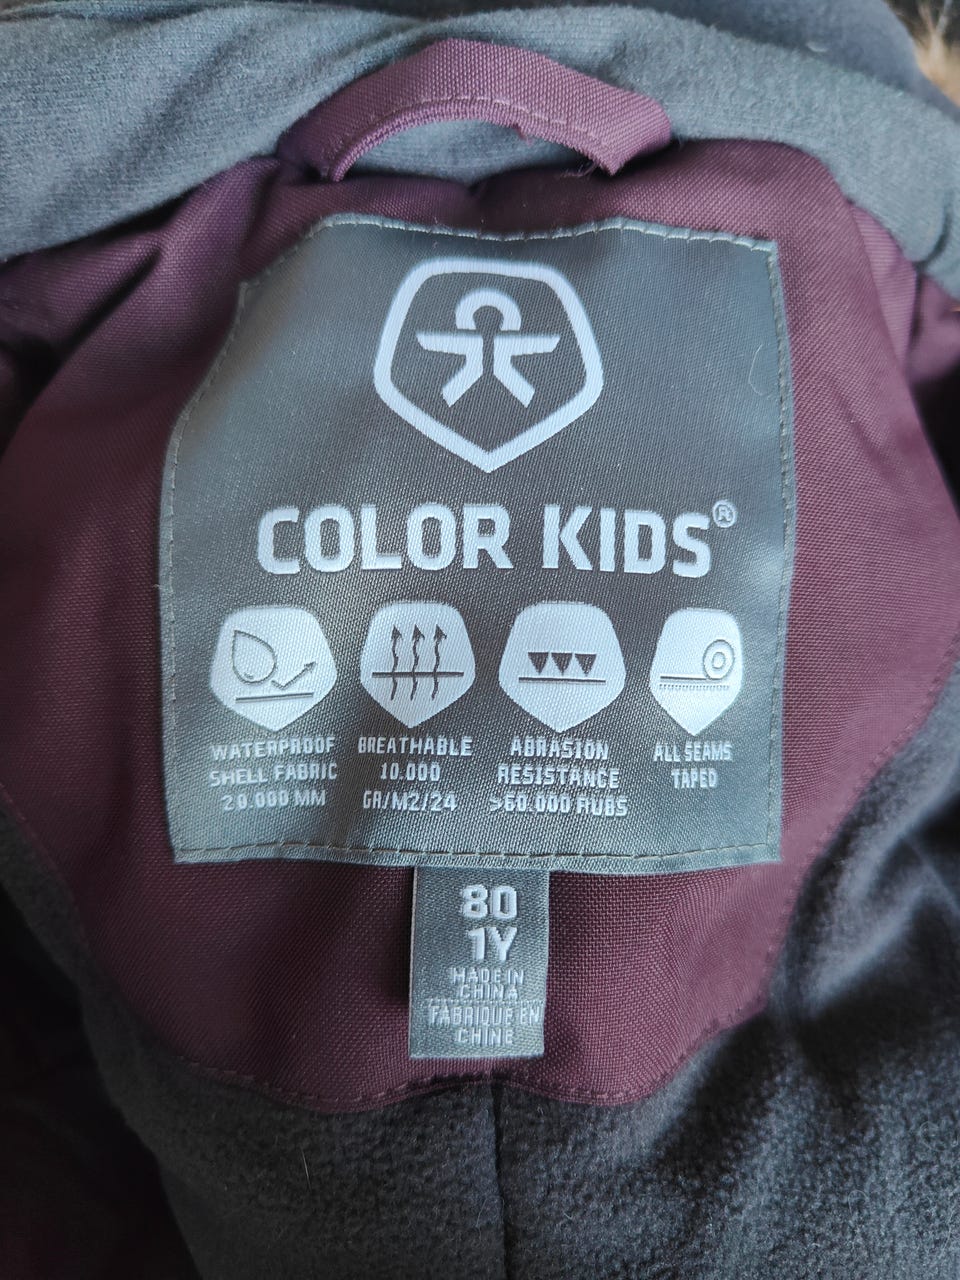 COLOR KIDS®
WATERPROOF
SHELL FABRIC
20.000 MM
BREATHABLE
10.000
GR/M2/24
ABRASION
RESISTANCE
>60.000 RUBS
ALL SEAMS
TAPED
80
1Y
MADE IN
CHINA
FABRIQUE EN
CHINE